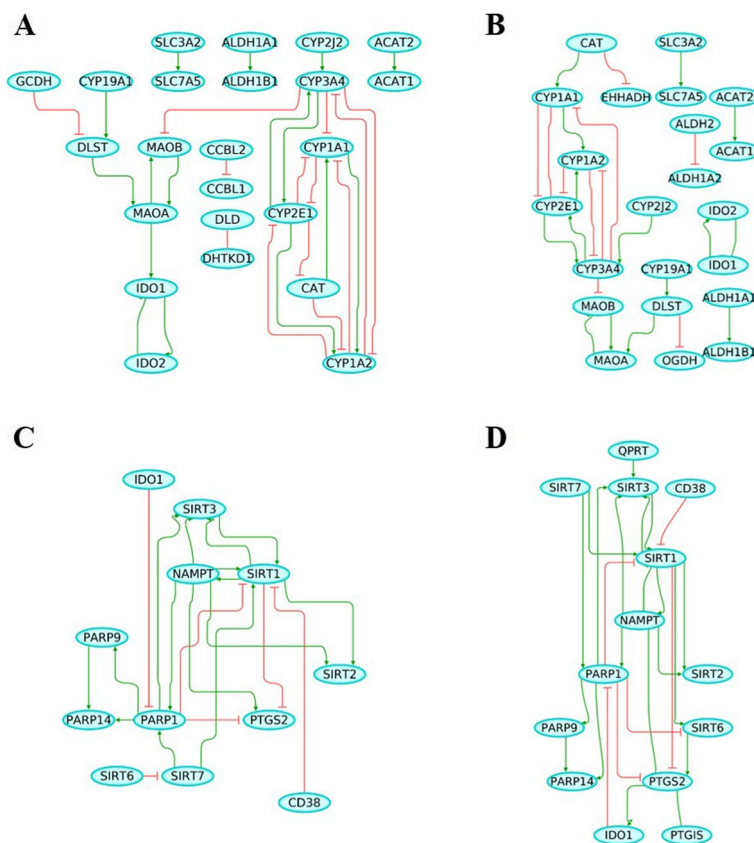 A
SLC3A2 ALDH1A1 CYP2J2 ACAT2
GCDH CYP19A1 SLC7A5 ALDH1B1 CYP3A4 ACAT1
DLST MAOB CCBL2 CYP1A1
CCBL1
MAOA DLD CYP2E1
DHTKD1
IDO1 CAT
IDO2 CYP1A2
B
CAT SLC3A2
CYP1A1 EHHADH SLC7A5 ACAT2
ALDH2
CYP1A2 ACAT1
ALDH1A2
CYP2E1 CYP2J2 IDO2
CYP3A4 CYP19A1 IDO1
MAOB DLST ALDH1A1
MAOA OGDH ALDH1B1
C
IDO1
SIRT3
NAMPT SIRT1
PARP9
SIRT2
PARP14 PARP1 PTGS2
SIRT6 SIRT7
CD38
D
QPRT
SIRT7 SIRT3 CD38
SIRT1
NAMPT
PARP1 SIRT2
PARP9 SIRT6
PARP14 PTGS2
IDO1 PTGIS